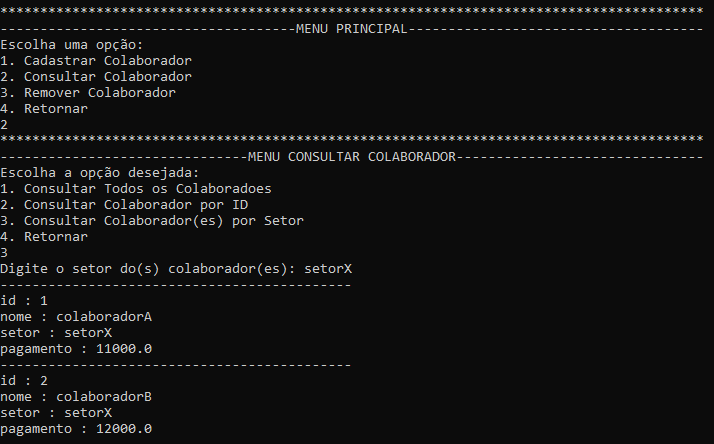 ****************************************************************************************
-------------------------------------MENU PRINCIPAL-------------------------------------
Escolha uma opção:
1. Cadastrar Colaborador
2. Consultar Colaborador
3. Remover Colaborador
4. Retornar
2
****************************************************************************************
-------------------------------MENU CONSULTAR COLABORADOR-------------------------------
Escolha a opção desejada:
1. Consultar Todos os Colaboradoes
2. Consultar Colaborador por ID
3. Consultar Colaborador(es) por Setor
4. Retornar
3
Digite o setor do(s) colaborador(es): setorX
--------------------------------------------
id : 1
nome : colaboradorA
setor : setorX
pagamento : 11000.0
--------------------------------------------
id : 2
nome : colaboradorB
setor : setorX
pagamento : 12000.0